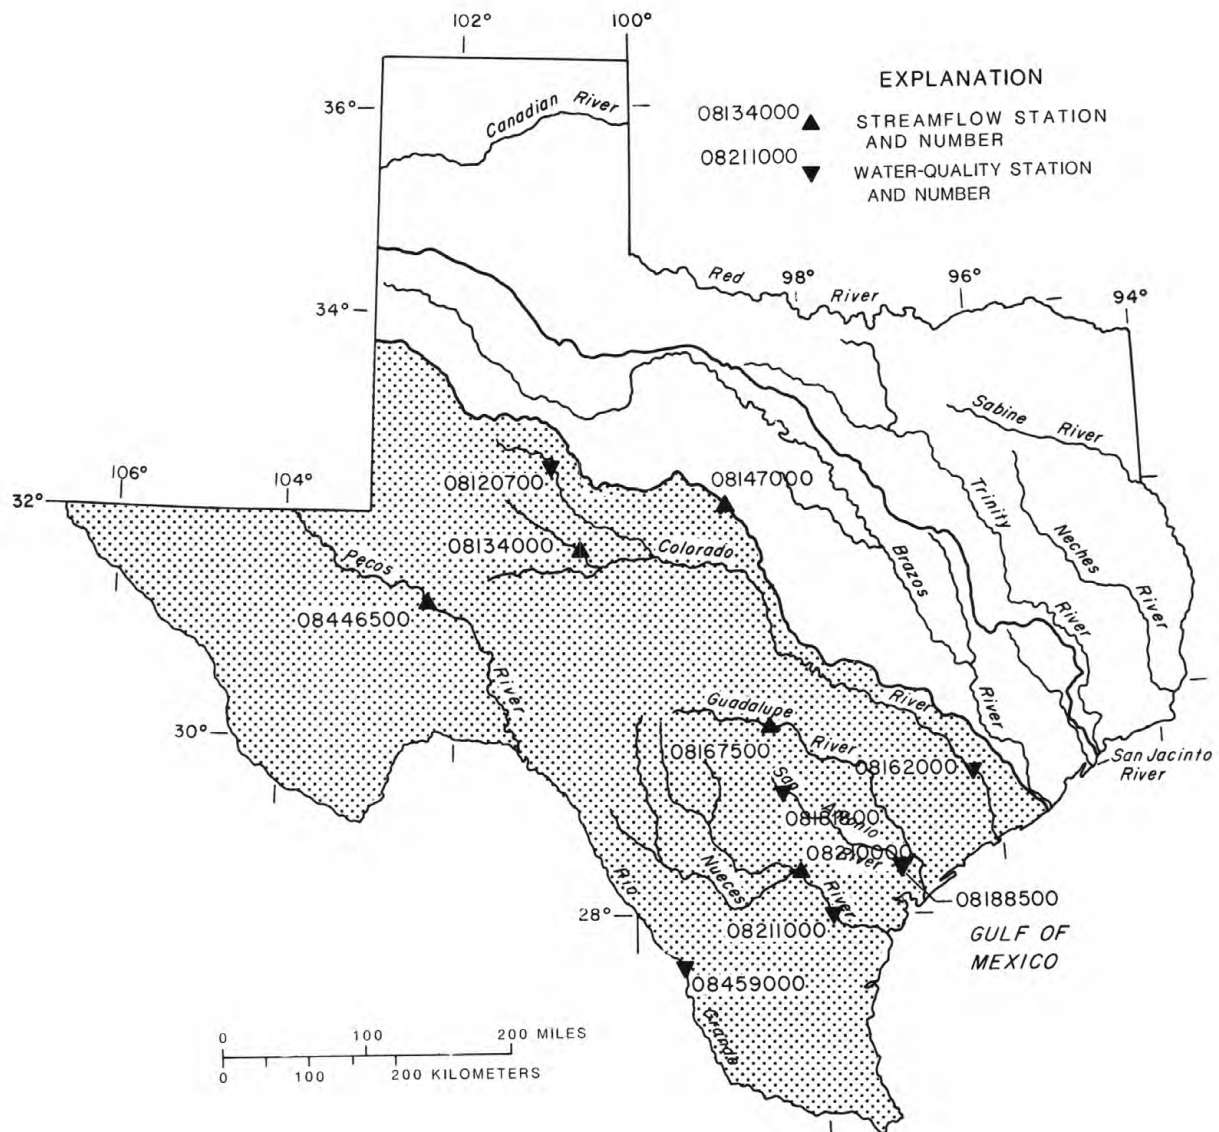 102°
100°
EXPLANATION
36°
Canadian River
08134000
STREAMFLOW STATION
AND NUMBER
08211000
WATER-QUALITY STATION
AND NUMBER
Red River
98°
96°
94°
34°
Sabine River
106°
104°
32°
08120700
08147000
Trinity River
Neches River
08134000
Colorado River
Brazos River
Pecos River
08446500
Guadalupe River
30°
08167500
08162000
San Jacinto
River
San Antonio River
08181800
08210000
Nueces River
Rio Grande
28°
08188500
08211000
GULF OF
MEXICO
08459000
0 100 200 MILES
0 100 200 KILOMETERS